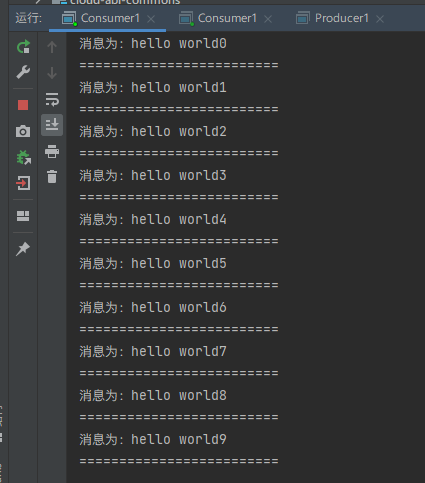 cloud-api-commons
运行: Consumer1 × Consumer1 × Producer1 ×
消息为：hello world0
=========================
消息为：hello world1
=========================
消息为：hello world2
=========================
消息为：hello world3
=========================
消息为：hello world4
=========================
消息为：hello world5
=========================
消息为：hello world6
=========================
消息为：hello world7
=========================
消息为：hello world8
=========================
消息为：hello world9
=========================